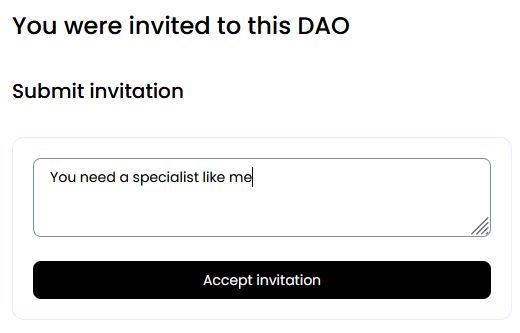 You were invited to this DAO
Submit invitation
You need a specialist like me
Accept invitation